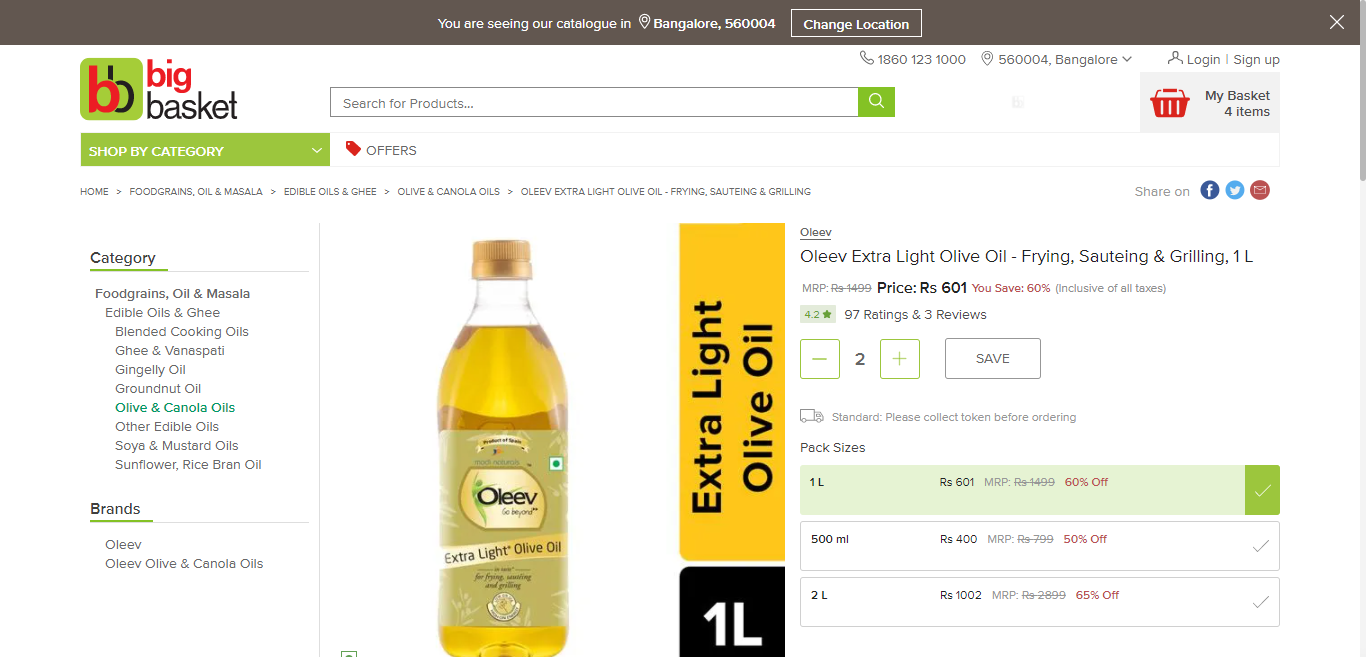 You are seeing our catalogue in Bangalore, 560004 Change Location
1860 123 1000 560004, Bangalore Login | Sign up
big
basket
bb
Search for Products...
My Basket
4 items
SHOP BY CATEGORY
OFFERS
HOME > FOODGRAINS, OIL & MASALA > EDIBLE OILS & GHEE > OLIVE & CANOLA OILS > OLEEV EXTRA LIGHT OLIVE OIL - FRYING, SAUTEING & GRILLING
Share on
Category
Foodgrains, Oil & Masala
Edible Oils & Ghee
Blended Cooking Oils
Ghee & Vanaspati
Gingelly Oil
Groundnut Oil
Olive & Canola Oils
Other Edible Oils
Soya & Mustard Oils
Sunflower, Rice Bran Oil
Brands
Oleev
Oleev Olive & Canola Oils
Product of Spain
modi naturals
Oleev
Go beyond**
Extra Light* Olive Oil
for frying, sautéing
and grilling
Extra Light
Olive Oil
1L
Oleev
Oleev Extra Light Olive Oil - Frying, Sauteing & Grilling, 1 L
MRP: Rs 1499 Price: Rs 601 You Save: 60% (Inclusive of all taxes)
4.2 ★ 97 Ratings & 3 Reviews
2
SAVE
Standard: Please collect token before ordering
Pack Sizes
1 L Rs 601 MRP: Rs 1499 60% Off
500 ml Rs 400 MRP: Rs 799 50% Off
2 L Rs 1002 MRP: Rs 2899 65% Off